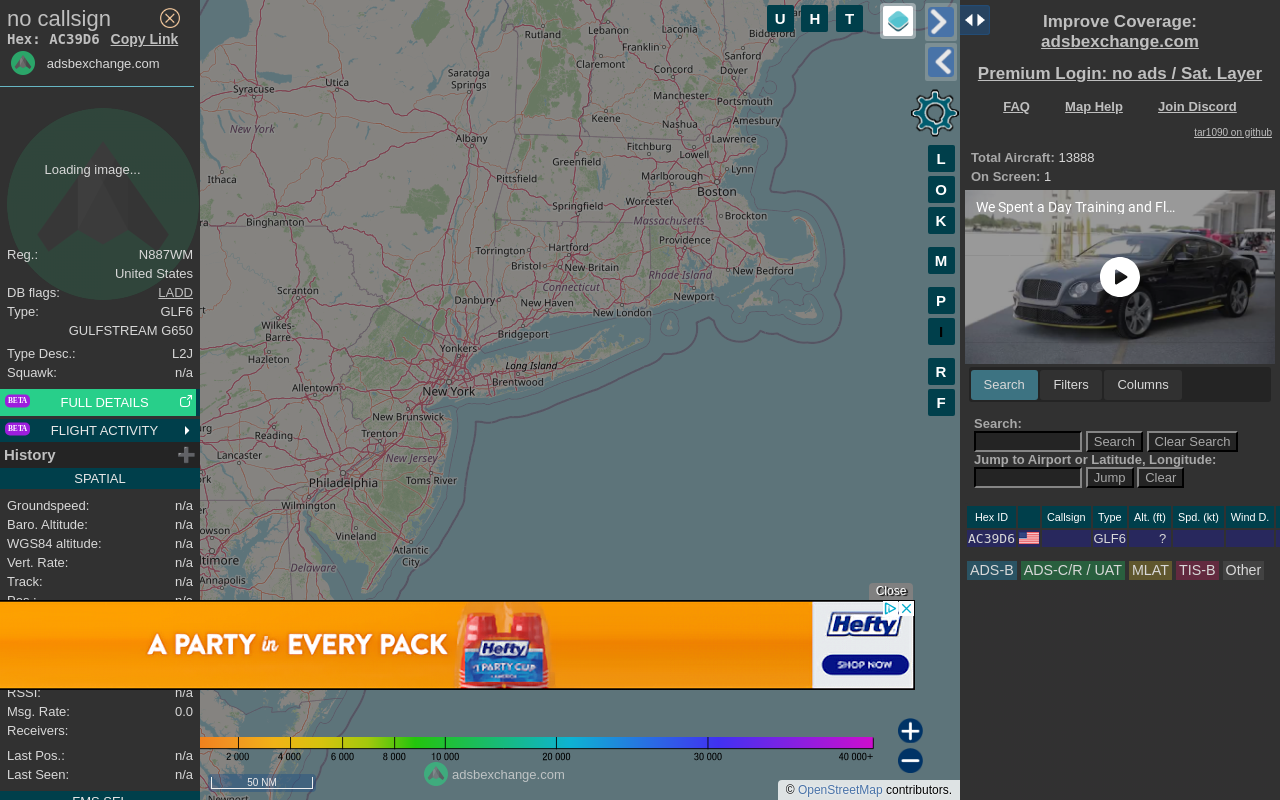 no callsign
Hex: AC39D6 Copy Link
adsbexchange.com
Loading image...
Reg.: N887WM
United States
DB flags: LADD
Type: GLF6
GULFSTREAM G650
Type Desc.: L2J
Squawk: n/a
BETA FULL DETAILS
BETA FLIGHT ACTIVITY
History
SPATIAL
Groundspeed: n/a
Baro. Altitude: n/a
WGS84 altitude: n/a
Vert. Rate: n/a
Track: n/a
Pos.: n/a
RSSI: n/a
Msg. Rate: 0.0
Receivers:
Last Pos.: n/a
Last Seen: n/a
FMS SEL
U H T
L
O
K
M
P
I
R
F
Rutland
Lebanon
Laconia
Franklin
Biddeford
Claremont
Sanford
Concord
Dover
Saratoga
Springs
Utica
Syracuse
Manchester
Portsmouth
Keene
Amesbury
New York
Nashua
Albany
Lawrence
Fitchburg
Lowell
Greenfield
Lynn
Pittsfield
Marlborough
Ithaca
Boston
Worcester
Springfield
Brockton
Binghamton
Massachusetts
Providence
Torrington
Hartford
Bristol
New Britain
New Bedford
Rhode Island
Connecticut
Scranton
Danbury
New Haven
Newport
New London
Wilkes-
Barre
Bridgeport
Hazleton
Yonkers
Long Island
Allentown
Brentwood
New York
New Brunswick
Reading
Trenton
Lancaster
New Jersey
Philadelphia
Toms River
Wilmington
Vineland
Atlantic
City
Annapolis
Delaware
Close
A PARTY in EVERY PACK
Hefty
PARTY CUP
Hefty
SHOP NOW
2 000 4 000 6 000 8 000 10 000 20 000 30 000 40 000+
adsbexchange.com
50 NM
Newport
© OpenStreetMap contributors.
Improve Coverage:
adsbexchange.com
Premium Login: no ads / Sat. Layer
FAQ Map Help Join Discord
tar1090 on github
Total Aircraft: 13888
On Screen: 1
We Spent a Day Training and Fl...
Search Filters Columns
Search:
Search Clear Search
Jump to Airport or Latitude, Longitude:
Jump Clear
Hex ID Callsign Type Alt. (ft) Spd. (kt) Wind D.
AC39D6 GLF6 ?
ADS-B ADS-C/R / UAT MLAT TIS-B Other